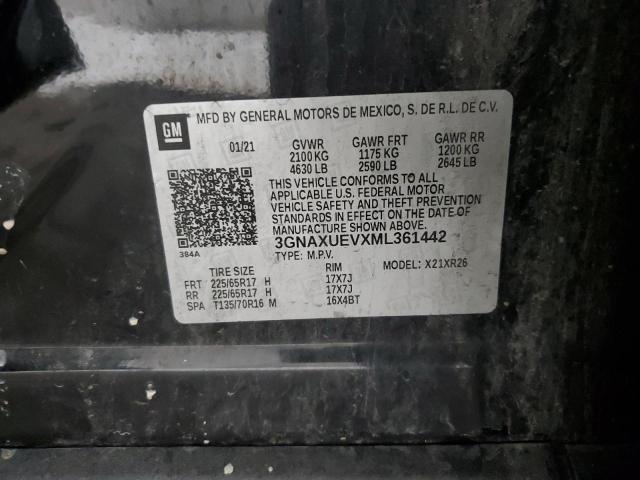 MFD BY GENERAL MOTORS DE MEXICO, S. DE R.L. DE C.V.
GM
01/21 GVWR GAWR FRT GAWR RR
2100 KG 1175 KG 1200 KG
4630 LB 2590 LB 2645 LB
THIS VEHICLE CONFORMS TO ALL
APPLICABLE U.S. FEDERAL MOTOR
VEHICLE SAFETY AND THEFT PREVENTION
STANDARDS IN EFFECT ON THE DATE OF
MANUFACTURE SHOWN ABOVE.
384A 3GNAXUEVXML361442
TYPE: M.P.V. MODEL: X21XR26
TIRE SIZE RIM
FRT 225/65R17 H 17X7J
RR 225/65R17 H 17X7J
SPA T135/70R16 M 16X4BT